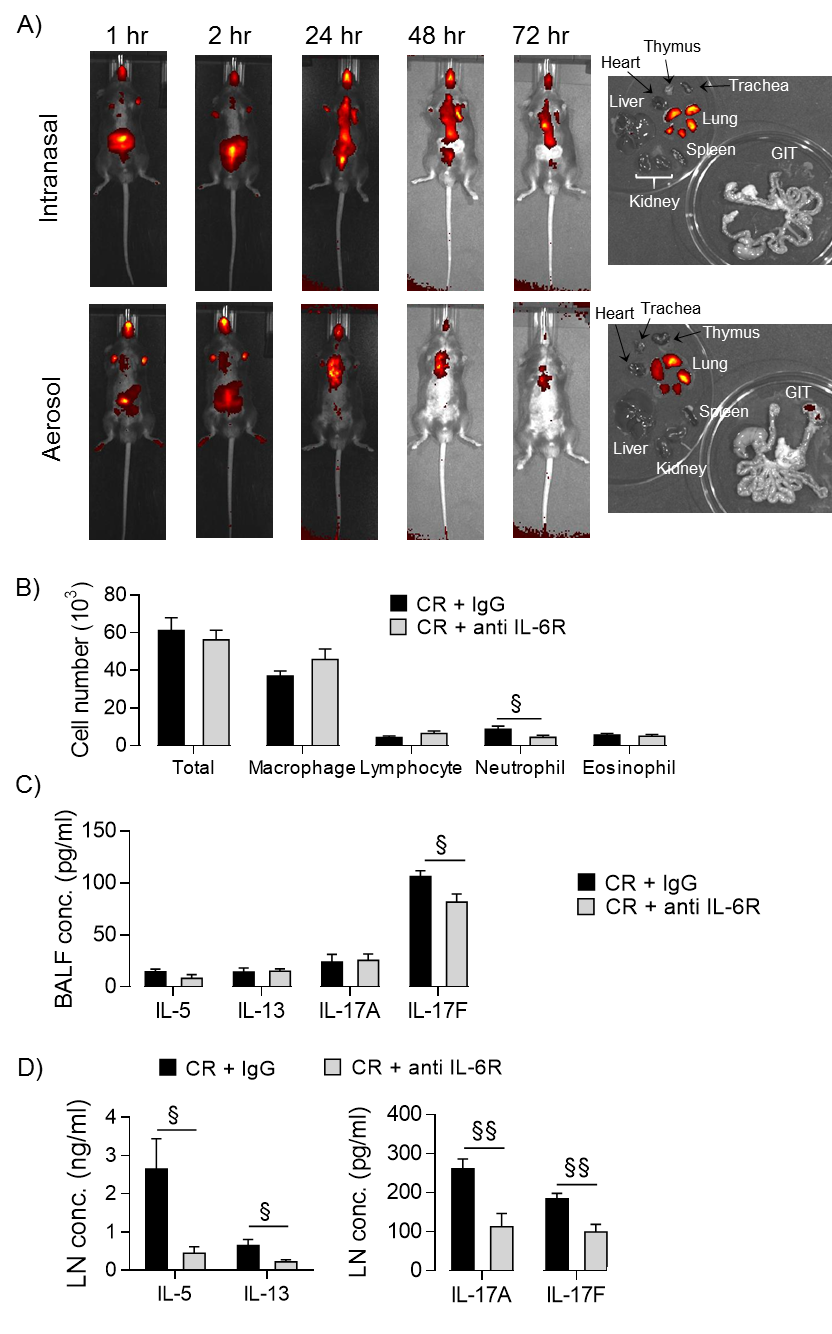 A)
1 hr 2 hr 24 hr 48 hr 72 hr
Intranasal
Thymus
Heart
Trachea
Liver
Lung
Spleen
GIT
Kidney
Aerosol
Trachea
Heart
Thymus
Lung
GIT
Spleen
Liver
Kidney
B)
Cell number (10³)
80
60
40
20
0
CR + IgG
CR + anti IL-6R
§
Total Macrophage Lymphocyte Neutrophil Eosinophil
C)
BALF conc. (pg/ml)
150
100
50
0
§
CR + IgG
CR + anti IL-6R
IL-5 IL-13 IL-17A IL-17F
D)
CR + IgG CR + anti IL-6R
LN conc. (ng/ml)
4
3
2
1
0
§
§
IL-5 IL-13
LN conc. (pg/ml)
400
300
200
100
0
§§
§§
IL-17A IL-17F